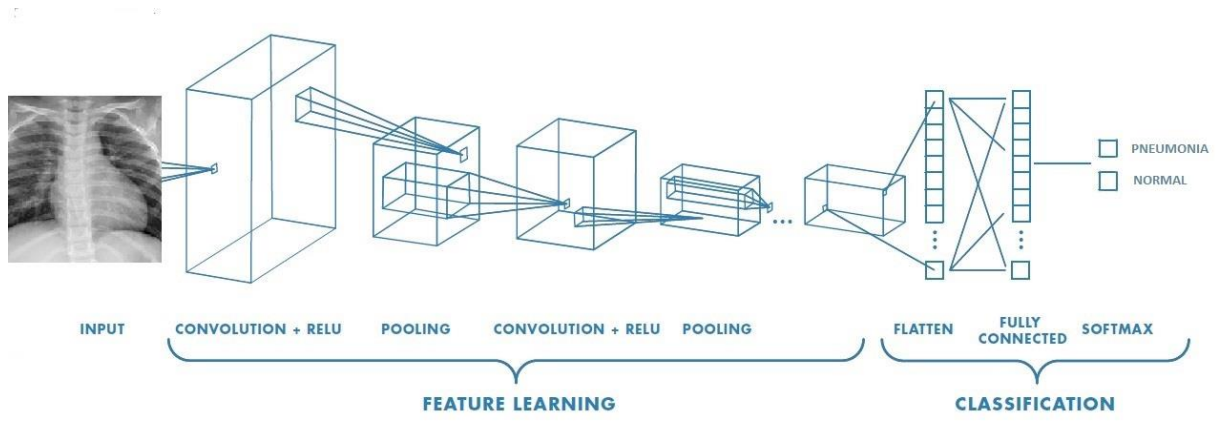 PNEUMONIA
NORMAL
INPUT
CONVOLUTION + RELU
POOLING
CONVOLUTION + RELU
POOLING
FLATTEN
FULLY
CONNECTED
SOFTMAX
FEATURE LEARNING
CLASSIFICATION